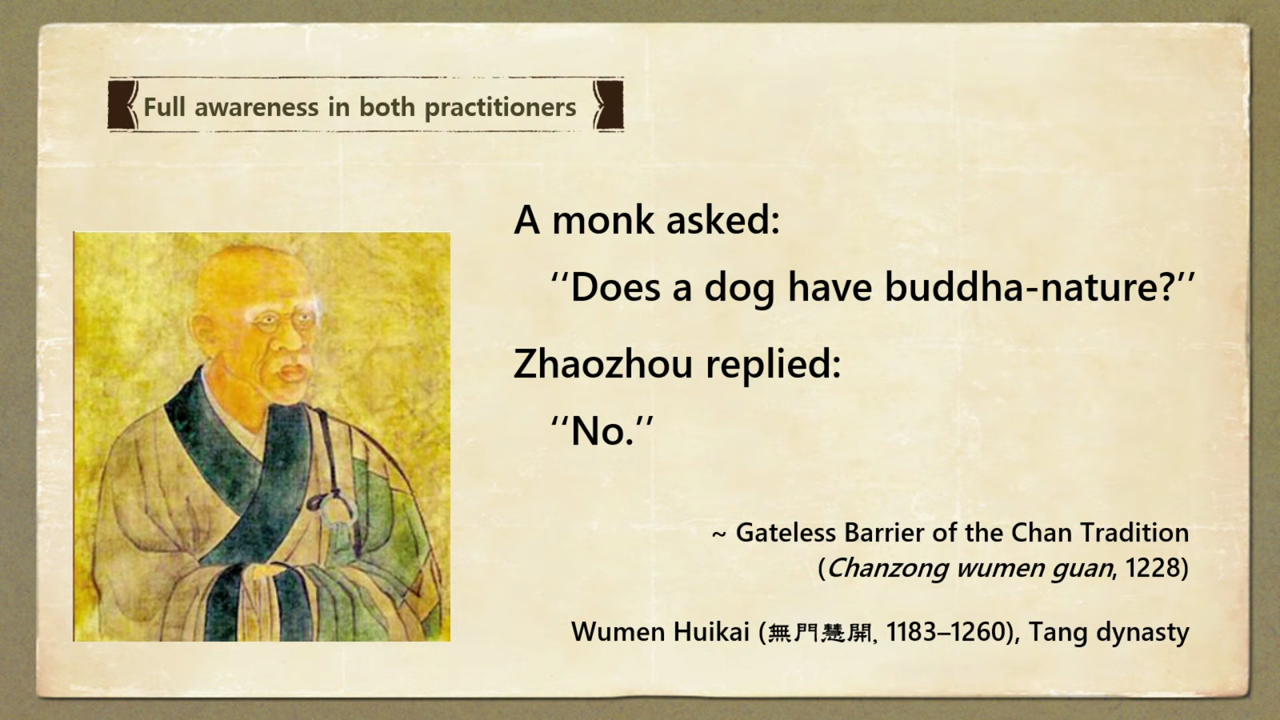 Full awareness in both practitioners
A monk asked:
‘‘Does a dog have buddha-nature?’’
Zhaozhou replied:
‘‘No.’’
~ Gateless Barrier of the Chan Tradition
(Chanzong wumen guan, 1228)
Wumen Huikai (無門慧開, 1183–1260), Tang dynasty